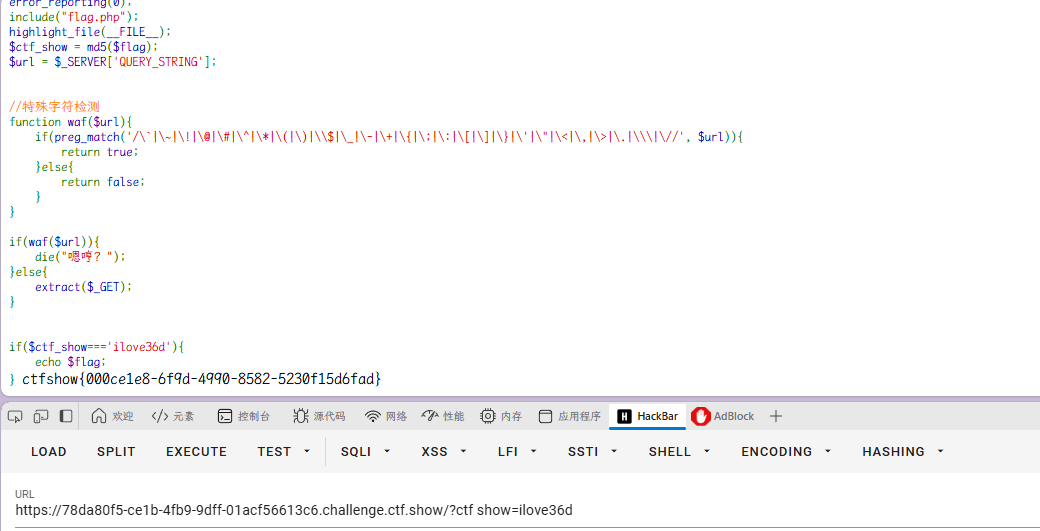 error_reporting(0);
include("flag.php");
highlight_file(__FILE__);
$ctf_show = md5($flag);
$url = $_SERVER['QUERY_STRING'];
//特殊字符检测
function waf($url){
if(preg_match('/\`|\~|\!|\@|\#|\^|\*|\(|\)|\\$|\_|\-|\+|\{|\;|\:|\[|\]|\}|\'|\"|\<|\,|\>|\.|\\\|\//', $url)){
return true;
}else{
return false;
}
}
if(waf($url)){
die("嗯哼？");
}else{
extract($_GET);
}
if($ctf_show==='ilove36d'){
echo $flag;
} ctfshow{000ce1e8-6f9d-4990-8582-5230f15d6fad}
欢迎 元素 控制台 源代码 网络 性能 内存 应用程序 H HackBar AdBlock
LOAD SPLIT EXECUTE TEST SQLI XSS LFI SSTI SHELL ENCODING HASHING
URL
https://78da80f5-ce1b-4fb9-9dff-01acf56613c6.challenge.ctf.show/?ctf show=ilove36d